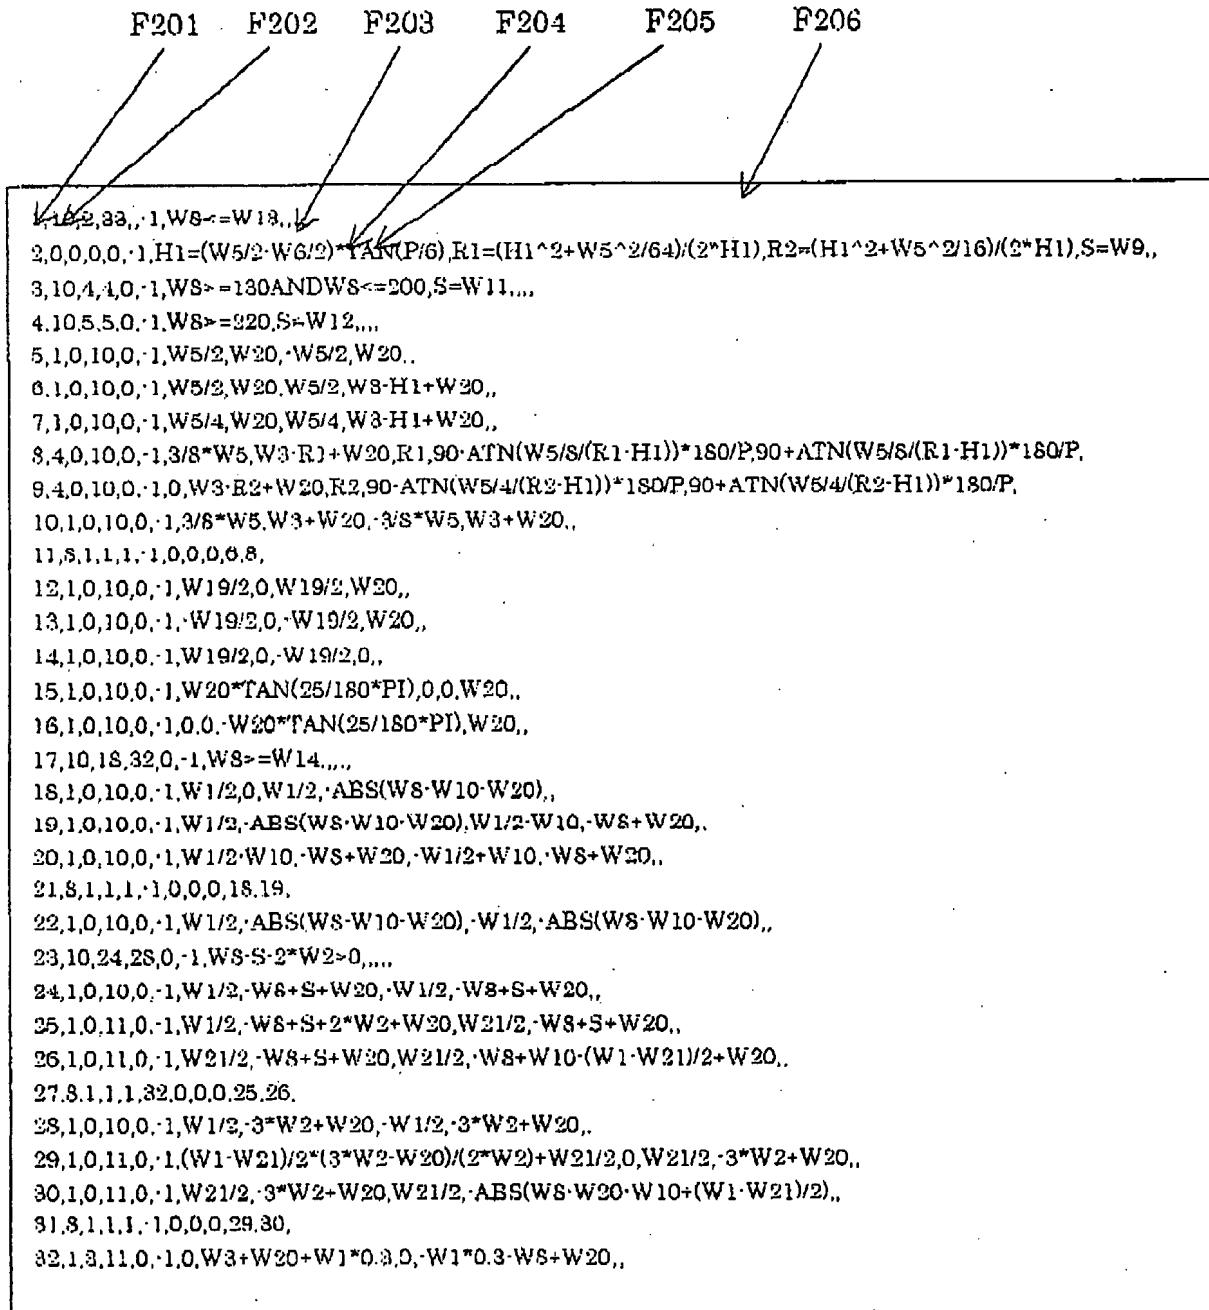 F201 F202 F203 F204 F205 F206
1,10,2,33,,-1,W8<=W13,,,
2,0,0,0,0,-1,H1=(W5/2-W6/2)*TAN(P/6),R1=(H1^2+W5^2/64)/(2*H1),R2=(H1^2+W5^2/16)/(2*H1),S=W9,,
3,10,4,4,0,-1,W8>=130ANDW8<=200,S=W11,,,,
4,10,5,5,0,-1,W8>=220,S=W12,,,,
5,1,0,10,0,-1,W5/2,W20,-W5/2,W20,,
6,1,0,10,0,-1,W5/2,W20,W5/2,W3-H1+W20,,
7,1,0,10,0,-1,W5/4,W20,W5/4,W3-H1+W20,,
8,4,0,10,0,-1,3/8*W5,W3-R1+W20,R1,90-ATN(W5/8/(R1-H1))*180/P,90+ATN(W5/8/(R1-H1))*180/P,
9,4,0,10,0,-1,0,W3-R2+W20,R2,90-ATN(W5/4/(R2-H1))*180/P,90+ATN(W5/4/(R2-H1))*180/P,
10,1,0,10,0,-1,3/8*W5,W3+W20,-3/8*W5,W3+W20,,
11,8,1,1,1,-1,0,0,0,6,8,
12,1,0,10,0,-1,W19/2,0,W19/2,W20,,
13,1,0,10,0,-1,-W19/2,0,-W19/2,W20,,
14,1,0,10,0,-1,W19/2,0,-W19/2,0,,
15,1,0,10,0,-1,W20*TAN(25/180*PI),0,0,W20,,
16,1,0,10,0,-1,0,0,-W20*TAN(25/180*PI),W20,,
17,10,18,32,0,-1,W8>=W14,,,,,
18,1,0,10,0,-1,W1/2,0,W1/2,-ABS(W8-W10-W20),,
19,1,0,10,0,-1,W1/2,-ABS(W8-W10-W20),W1/2-W10,-W8+W20,,
20,1,0,10,0,-1,W1/2-W10,-W8+W20,-W1/2+W10,-W8+W20,,
21,8,1,1,1,-1,0,0,0,18,19,
22,1,0,10,0,-1,W1/2,-ABS(W8-W10-W20),-W1/2,-ABS(W8-W10-W20),,
23,10,24,28,0,-1,W8-S-2*W2>0,,,,,
24,1,0,10,0,-1,W1/2,-W8+S+W20,-W1/2,-W8+S+W20,,
25,1,0,11,0,-1,W1/2,-W8+S+2*W2+W20,W21/2,-W8+S+W20,,
26,1,0,11,0,-1,W21/2,-W8+S+W20,W21/2,-W8+W10-(W1-W21)/2+W20,,
27,8,1,1,1,32,0,0,0,25,26,
28,1,0,10,0,-1,W1/2,-3*W2+W20,-W1/2,-3*W2+W20,,
29,1,0,11,0,-1,(W1-W21)/2*(3*W2-W20)/(2*W2)+W21/2,0,W21/2,-3*W2+W20,,
30,1,0,11,0,-1,W21/2,-3*W2+W20,W21/2,-ABS(W8-W20-W10+(W1-W21)/2),,
31,8,1,1,1,-1,0,0,0,29,30,
32,1,3,11,0,-1,0,W3+W20+W1*0.3,0,-W1*0.3-W8+W20,,